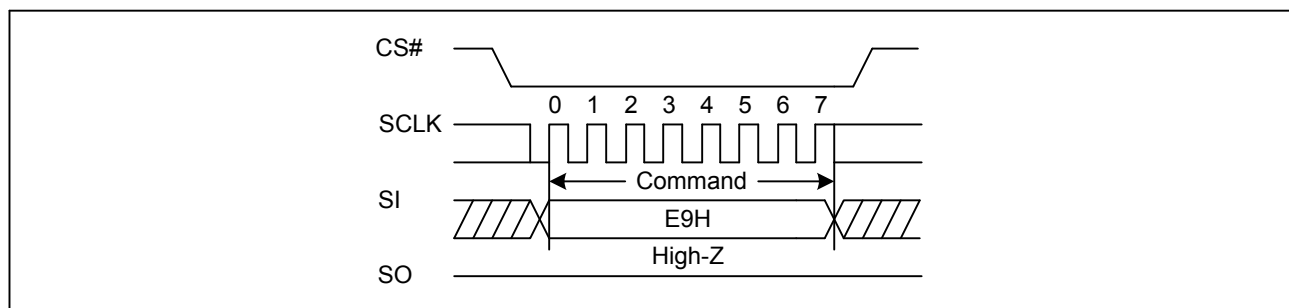 CS#
0 1 2 3 4 5 6 7
SCLK
Command
SI
E9H
High-Z
SO